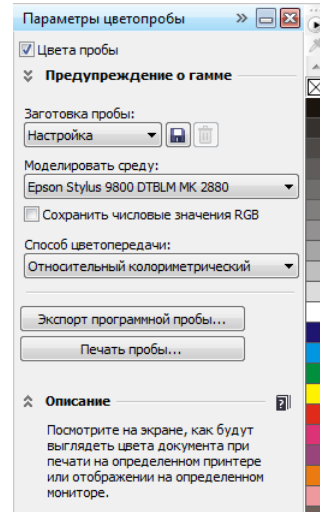 Параметры цветопробы
Цвета пробы
Предупреждение о гамме
Заготовка пробы:
Настройка
Моделировать среду:
Epson Stylus 9800 DTBLM MK 2880
Сохранить числовые значения RGB
Способ цветопередачи:
Относительный колориметрический
Экспорт программной пробы...
Печать пробы...
Описание
Посмотрите на экране, как будут
выглядеть цвета документа при
печати на определенном принтере
или отображении на определенном
мониторе.